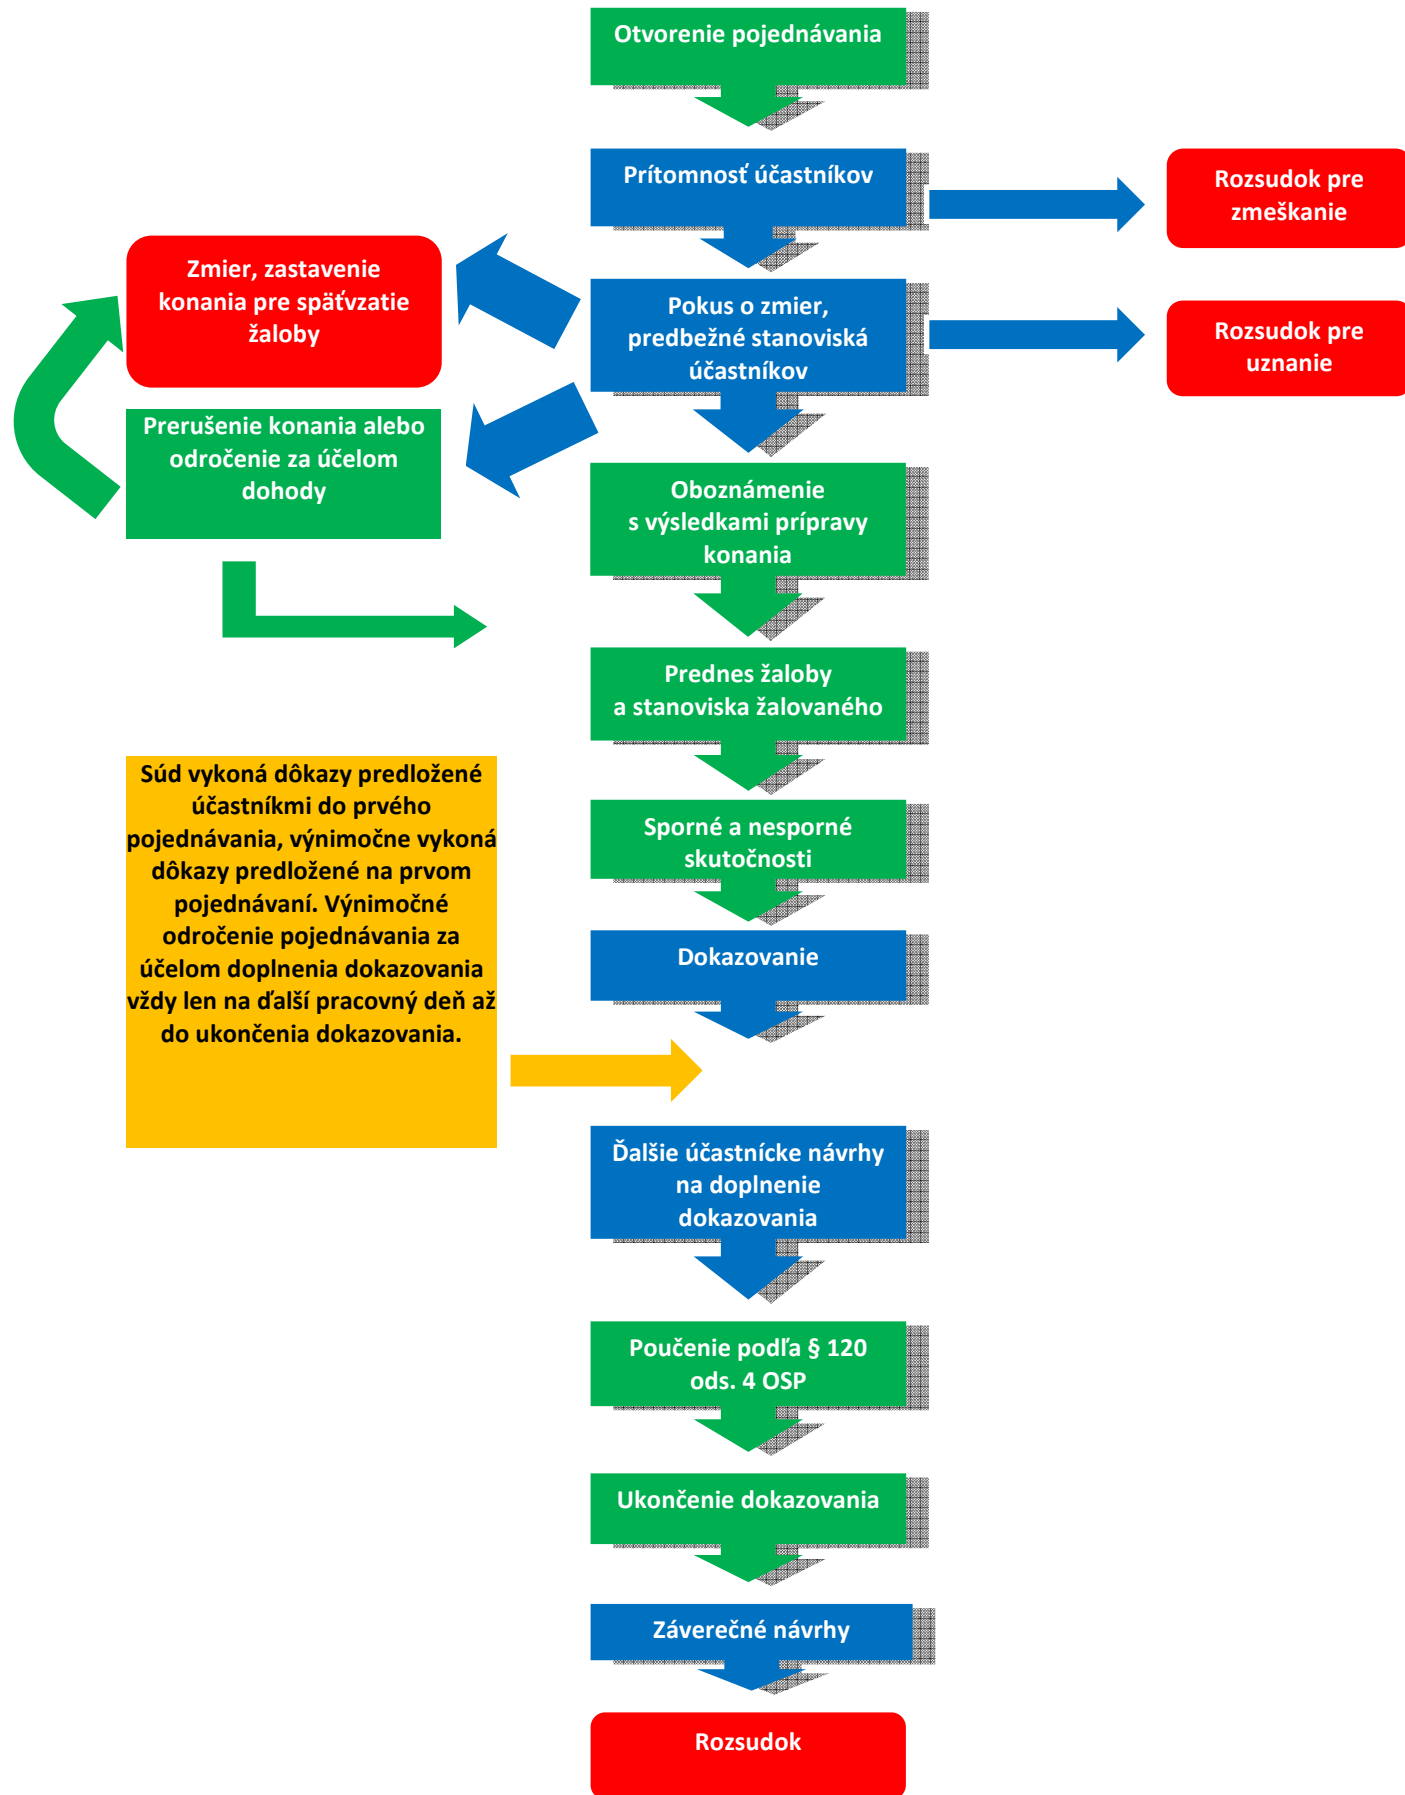 Otvorenie pojednávania
Prítomnosť účastníkov
Rozsudok pre
zmeškanie
Zmier, zastavenie
konania pre späťvzatie
žaloby
Pokus o zmier,
predbežné stanoviská
účastníkov
Rozsudok pre
uznanie
Prerušenie konania alebo
odročenie za účelom
dohody
Oboznámenie
s výsledkami prípravy
konania
Prednes žaloby
a stanoviska žalovaného
Súd vykoná dôkazy predložené
účastníkmi do prvého
pojednávania, výnimočne vykoná
dôkazy predložené na prvom
pojednávaní. Výnimočné
odročenie pojednávania za
účelom doplnenia dokazovania
vždy len na ďalší pracovný deň až
do ukončenia dokazovania.
Sporné a nesporné
skutočnosti
Dokazovanie
Ďalšie účastnícke návrhy
na doplnenie
dokazovania
Poučenie podľa § 120
ods. 4 OSP
Ukončenie dokazovania
Záverečné návrhy
Rozsudok